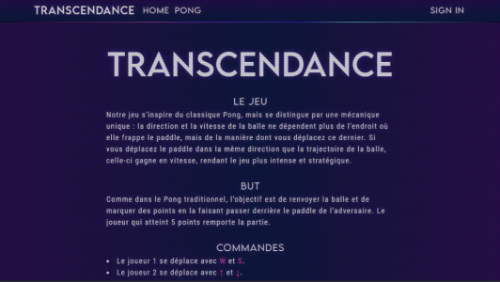 TRANSCENDANCE HOME PONG SIGN IN
TRANSCENDANCE
LE JEU
Notre jeu s'inspire du classique Pong, mais se distingue par une mécanique
unique : la direction et la vitesse de la balle ne dépendent plus de l'endroit où
elle frappe le paddle, mais de la manière dont vous déplacez ce dernier. Si
vous déplacez le paddle dans la même direction que la trajectoire de la balle,
celle-ci gagne en vitesse, rendant le jeu plus intense et stratégique.
BUT
Comme dans le Pong traditionnel, l'objectif est de renvoyer la balle et de
marquer des points en la faisant passer derrière le paddle de l'adversaire. Le
joueur qui atteint 5 points remporte la partie.
COMMANDES
• Le joueur 1 se déplace avec W et S.
• Le joueur 2 se déplace avec ↑ et ↓.